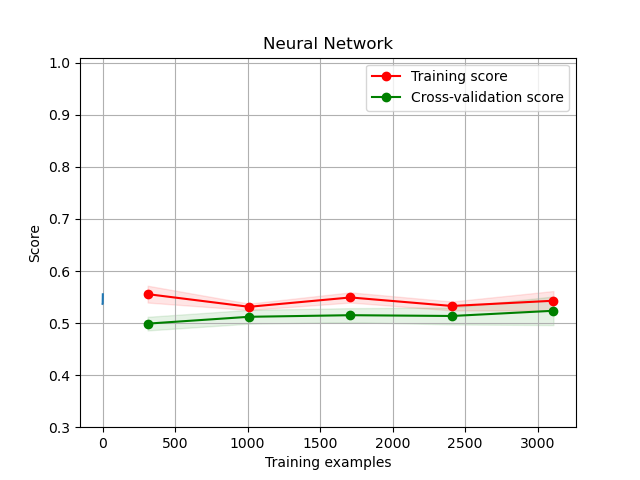 Neural Network
1.0
0.9
0.8
0.7
0.6
0.5
0.4
0.3
Score
Training score
Cross-validation score
0 500 1000 1500 2000 2500 3000
Training examples